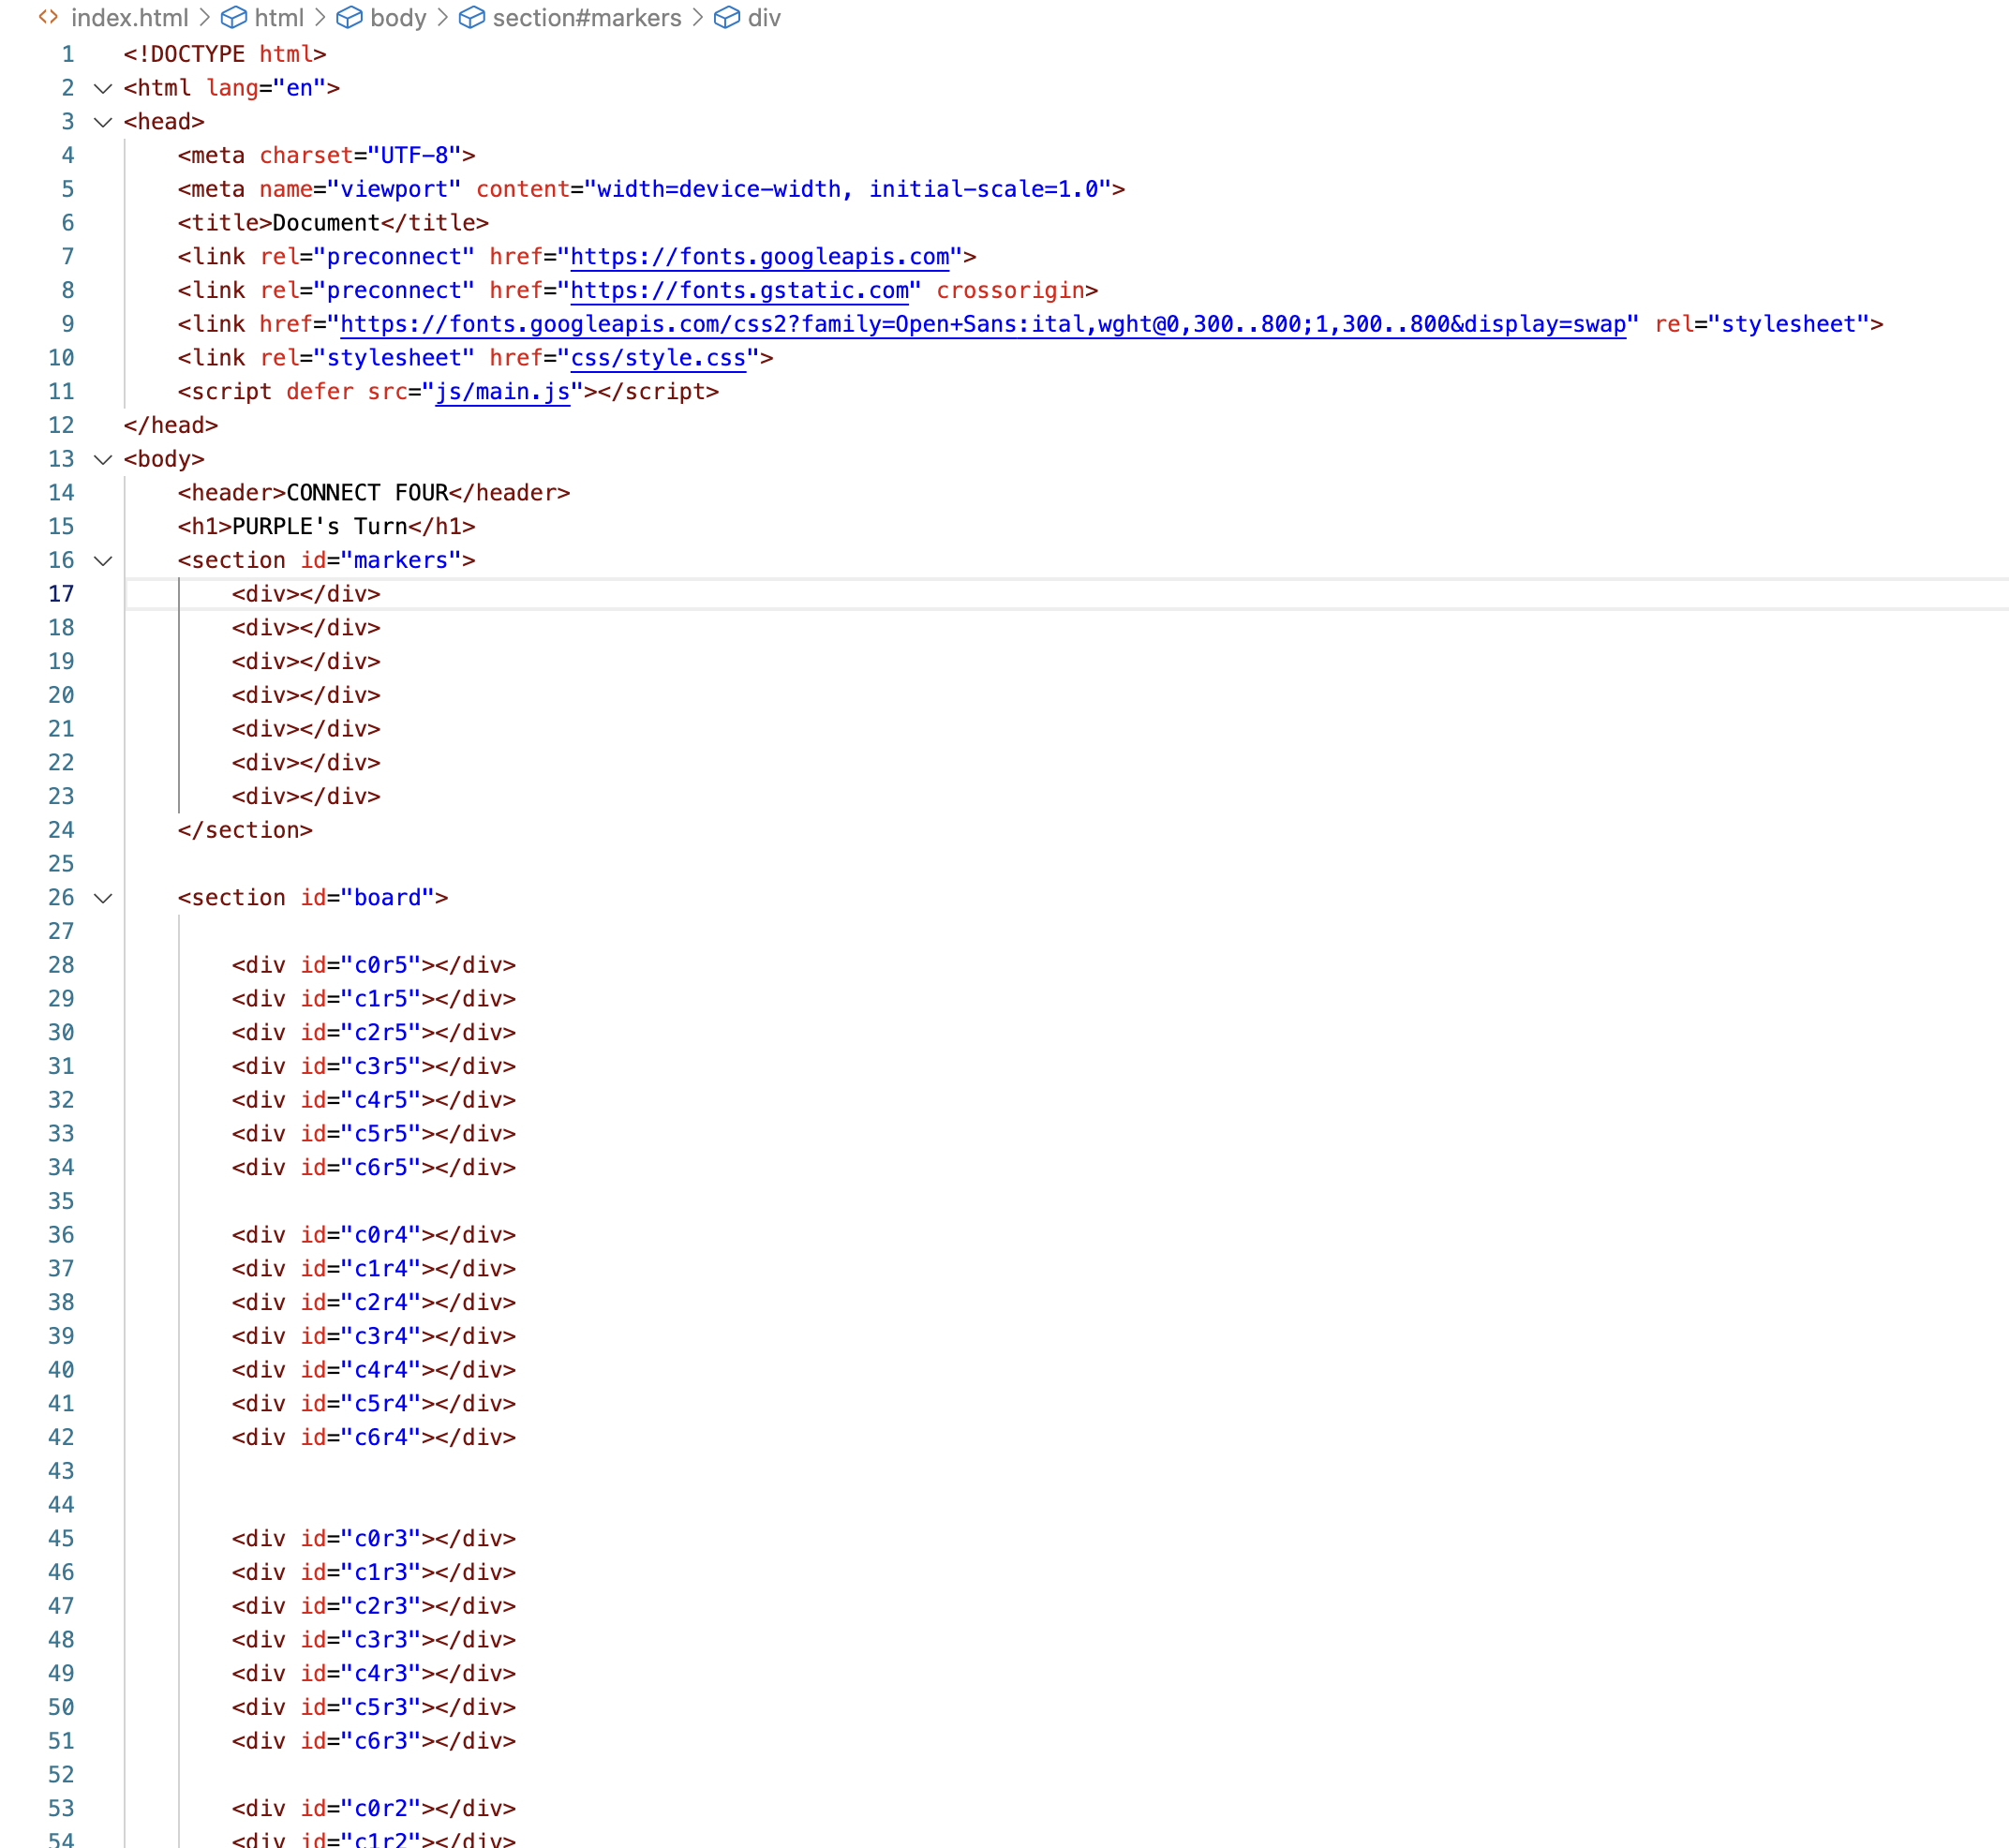 index.html > html > body > section#markers > div
1 <!DOCTYPE html>
2 <html lang="en">
3 <head>
4 <meta charset="UTF-8">
5 <meta name="viewport" content="width=device-width, initial-scale=1.0">
6 <title>Document</title>
7 <link rel="preconnect" href="https://fonts.googleapis.com">
8 <link rel="preconnect" href="https://fonts.gstatic.com" crossorigin>
9 <link href="https://fonts.googleapis.com/css2?family=Open+Sans:ital,wght@0,300..800;1,300..800&display=swap" rel="stylesheet">
10 <link rel="stylesheet" href="css/style.css">
11 <script defer src="js/main.js"></script>
12 </head>
13 <body>
14 <header>CONNECT FOUR</header>
15 <h1>PURPLE's Turn</h1>
16 <section id="markers">
17 <div></div>
18 <div></div>
19 <div></div>
20 <div></div>
21 <div></div>
22 <div></div>
23 <div></div>
24 </section>
25
26 <section id="board">
27
28 <div id="c0r5"></div>
29 <div id="c1r5"></div>
30 <div id="c2r5"></div>
31 <div id="c3r5"></div>
32 <div id="c4r5"></div>
33 <div id="c5r5"></div>
34 <div id="c6r5"></div>
35
36 <div id="c0r4"></div>
37 <div id="c1r4"></div>
38 <div id="c2r4"></div>
39 <div id="c3r4"></div>
40 <div id="c4r4"></div>
41 <div id="c5r4"></div>
42 <div id="c6r4"></div>
43
44
45 <div id="c0r3"></div>
46 <div id="c1r3"></div>
47 <div id="c2r3"></div>
48 <div id="c3r3"></div>
49 <div id="c4r3"></div>
50 <div id="c5r3"></div>
51 <div id="c6r3"></div>
52
53 <div id="c0r2"></div>
54 <div id="c1r2"></div>